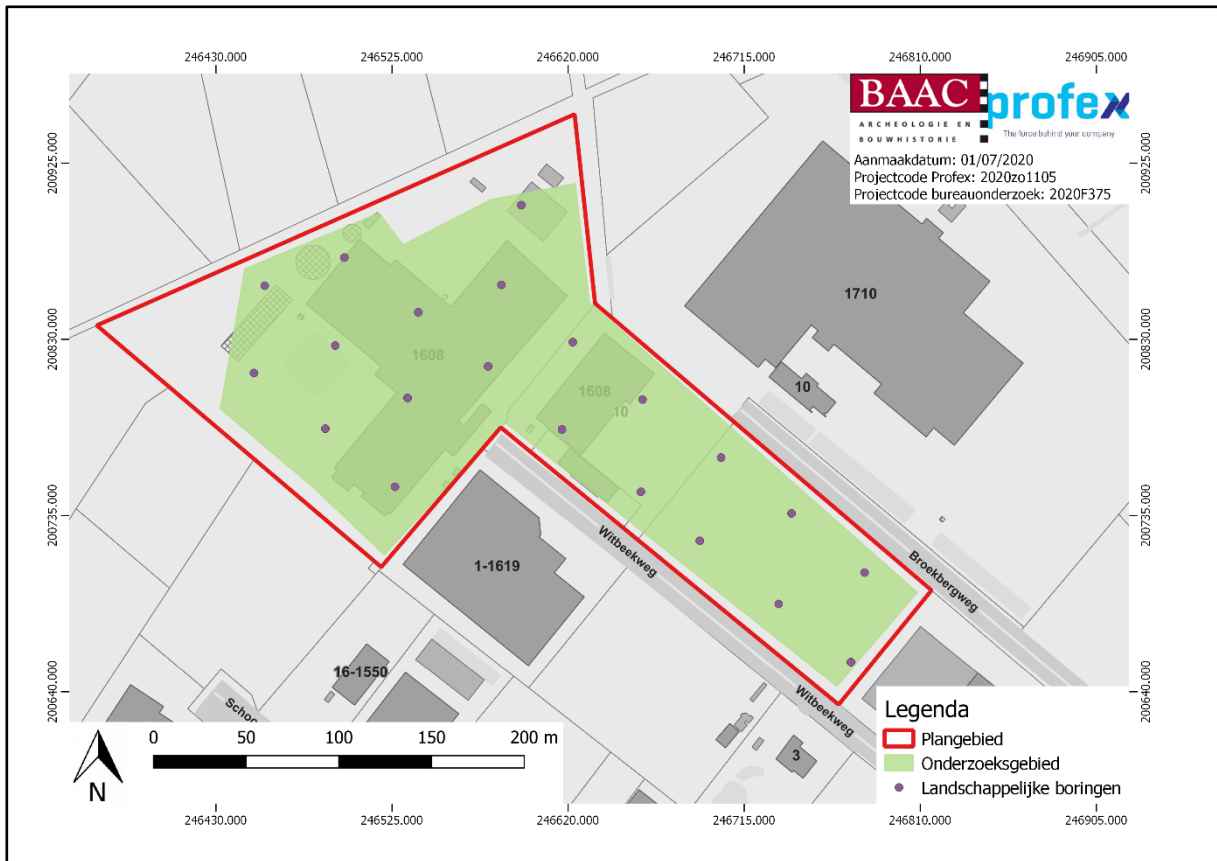 246430.000 246525.000 246620.000 246715.000 246810.000 246905.000
BAAC profex
ARCHEOLOGIE EN
BOUWHISTORIE
The force behind your company
Aanmaakdatum: 01/07/2020
Projectcode Profex: 2020zo1105
Projectcode bureauonderzoek: 2020F375
200925.000 200925.000
1710
200830.000 200830.000
1608
10
1608
10
200735.000 200735.000
Witbeekweg
Broekbergweg
1-1619
16-1550
200640.000 200640.000
Schoo
Witbeekweg
3
Legenda
Plangebied
Onderzoeksgebied
Landschappelijke boringen
0 50 100 150 200 m
N
246430.000 246525.000 246620.000 246715.000 246810.000 246905.000